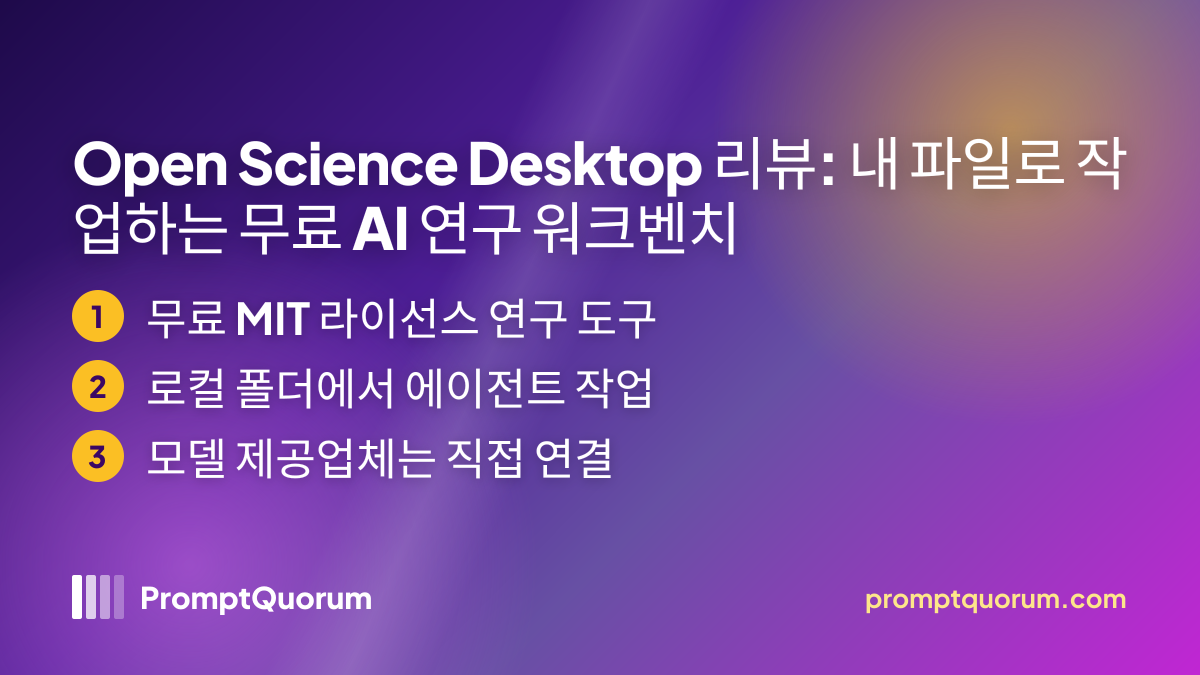 Open Science Desktop 리뷰: 내 파일로 작
업하는 무료 AI 연구 워크벤치
1 무료 MIT 라이선스 연구 도구
2 로컬 폴더에서 에이전트 작업
3 모델 제공업체는 직접 연결
PromptQuorum
promptquorum.com